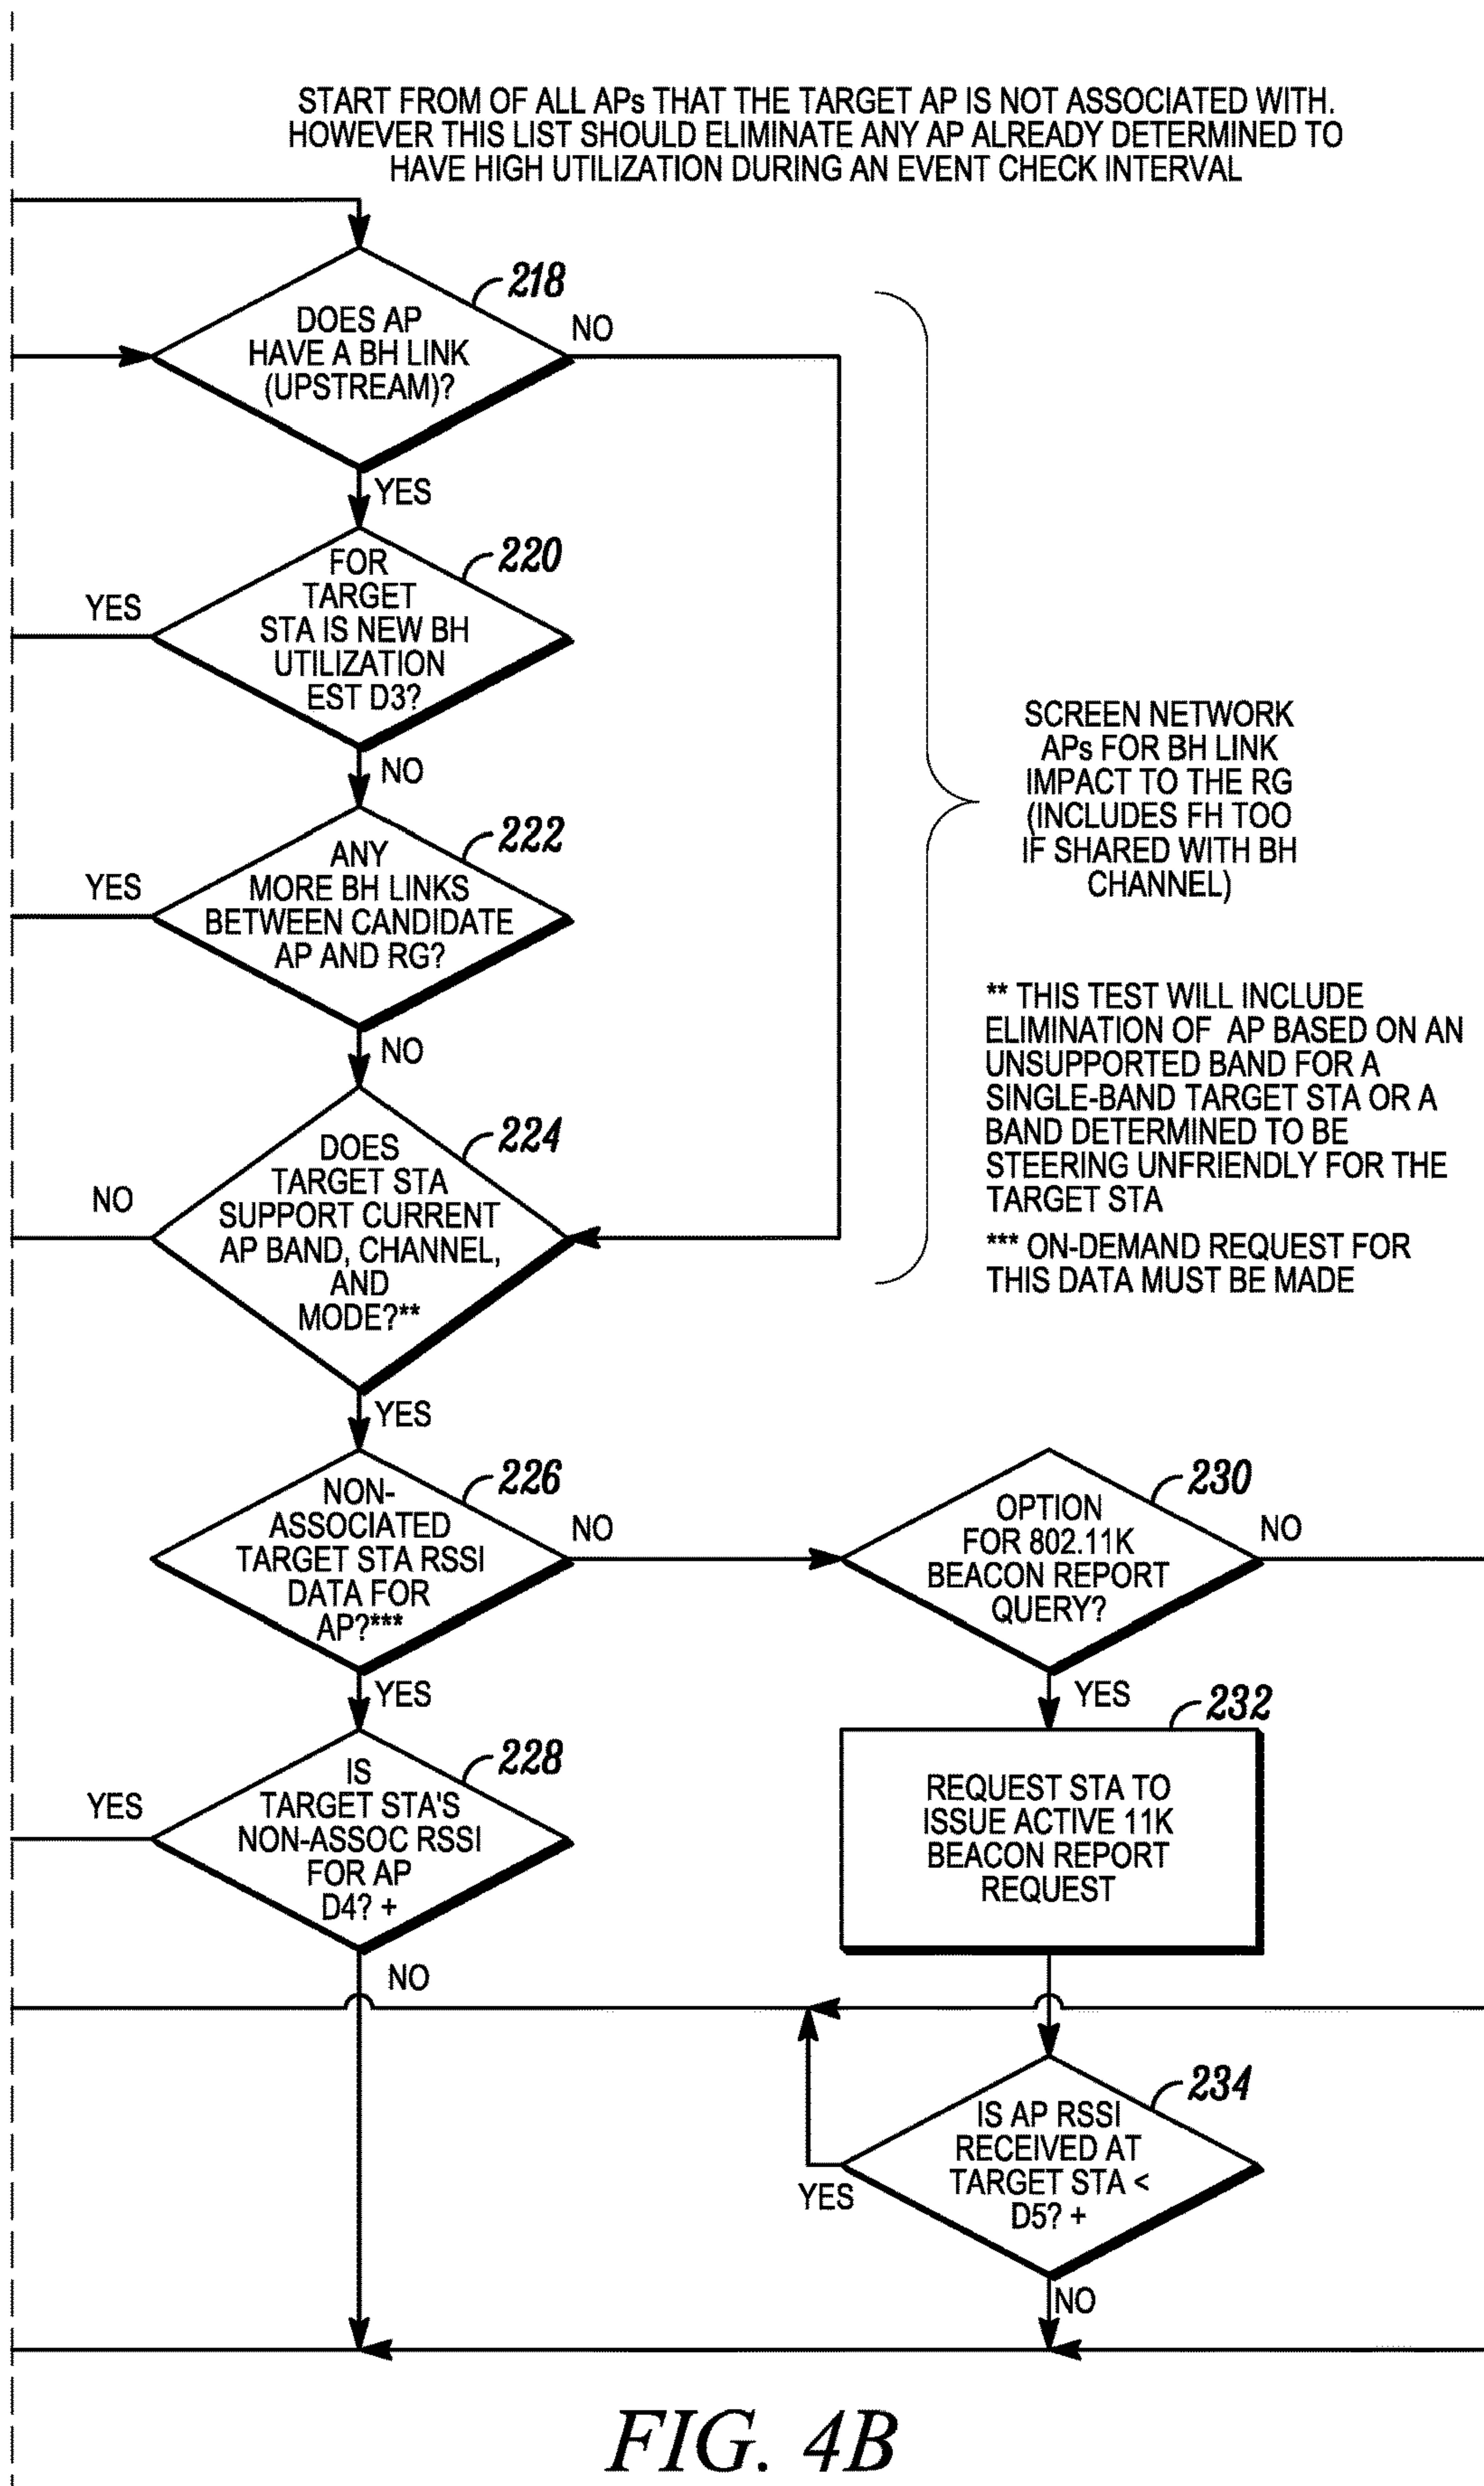 START FROM OF ALL APs THAT THE TARGET AP IS NOT ASSOCIATED WITH.
HOWEVER THIS LIST SHOULD ELIMINATE ANY AP ALREADY DETERMINED TO
HAVE HIGH UTILIZATION DURING AN EVENT CHECK INTERVAL
218
DOES AP
HAVE A BH LINK
(UPSTREAM)?
NO
YES
220
FOR
TARGET
STA IS NEW BH
UTILIZATION
EST D3?
YES
NO
222
ANY
MORE BH LINKS
BETWEEN CANDIDATE
AP AND RG?
YES
NO
224
DOES
TARGET STA
SUPPORT CURRENT
AP BAND, CHANNEL,
AND
MODE?**
NO
YES
SCREEN NETWORK
APs FOR BH LINK
IMPACT TO THE RG
(INCLUDES FH TOO
IF SHARED WITH BH
CHANNEL)
** THIS TEST WILL INCLUDE
ELIMINATION OF AP BASED ON AN
UNSUPPORTED BAND FOR A
SINGLE-BAND TARGET STA OR A
BAND DETERMINED TO BE
STEERING UNFRIENDLY FOR THE
TARGET STA
*** ON-DEMAND REQUEST FOR
THIS DATA MUST BE MADE
226
NON-
ASSOCIATED
TARGET STA RSSI
DATA FOR
AP?***
NO
YES
230
OPTION
FOR 802.11K
BEACON REPORT
QUERY?
NO
YES
228
IS
TARGET STA'S
NON-ASSOC RSSI
FOR AP
D4? +
YES
NO
232
REQUEST STA TO
ISSUE ACTIVE 11K
BEACON REPORT
REQUEST
234
IS AP RSSI
RECEIVED AT
TARGET STA <
D5? +
YES
NO
FIG. 4B